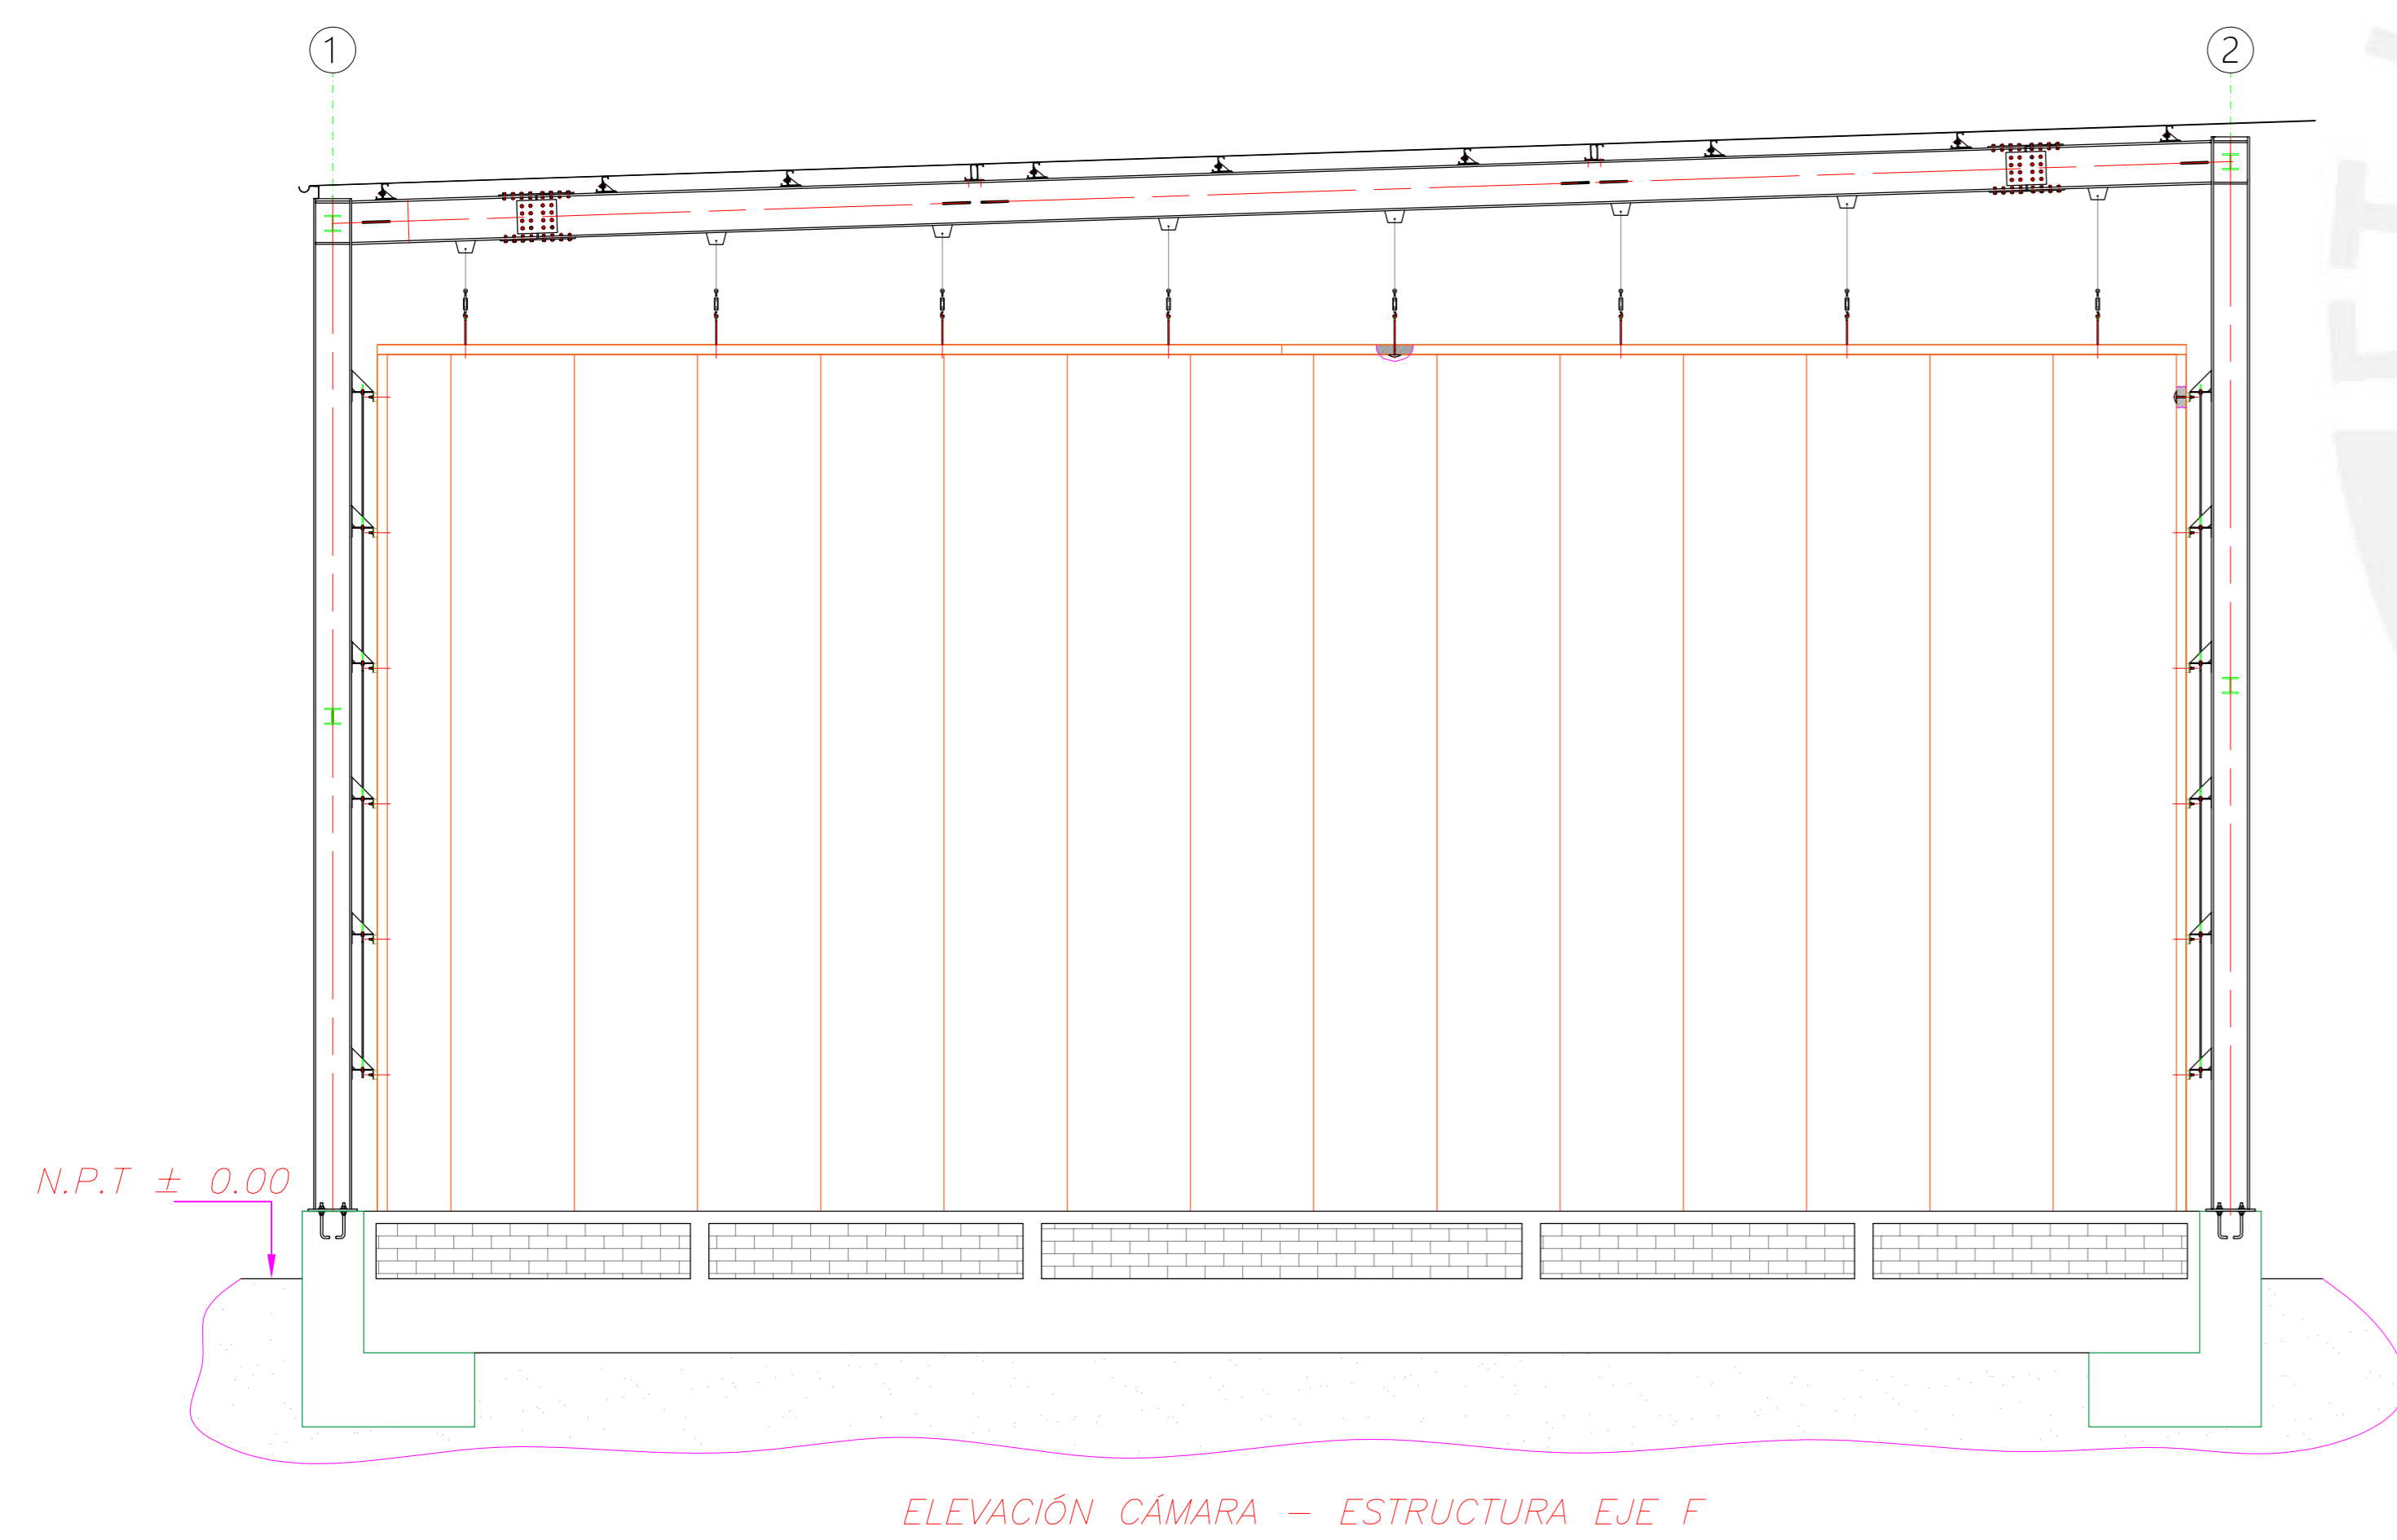 1
2
N.P.T ± 0.00
ELEVACIÓN CÁMARA – ESTRUCTURA EJE F